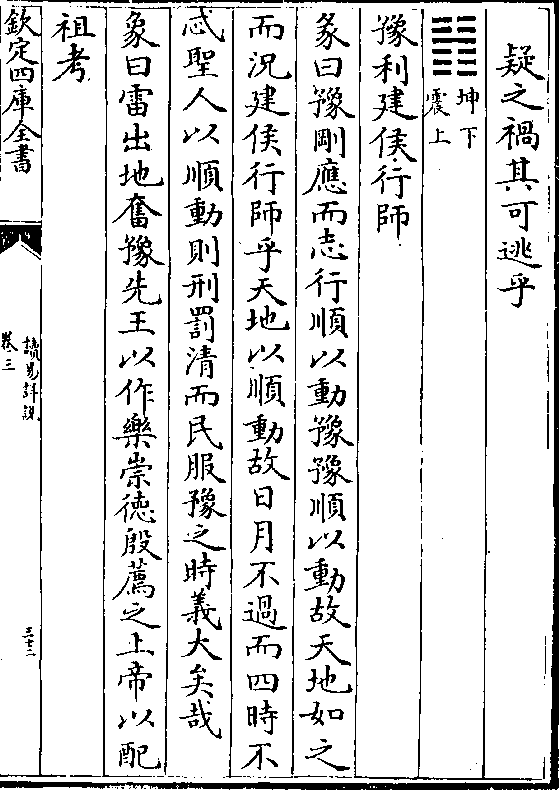 疑之禍其可逃乎
䷏
坤下
震上
豫利建侯行師
彖曰豫剛應而志行順以動豫豫順以動故天地如之
而況建侯行師乎天地以順動故日月不過而四時不
忒聖人以順動則刑罰清而民服豫之時義大矣哉
象曰雷出地奮豫先王以作樂崇德殷薦之上帝以配
祖考
欽定四庫全書
讀易詳說
卷三